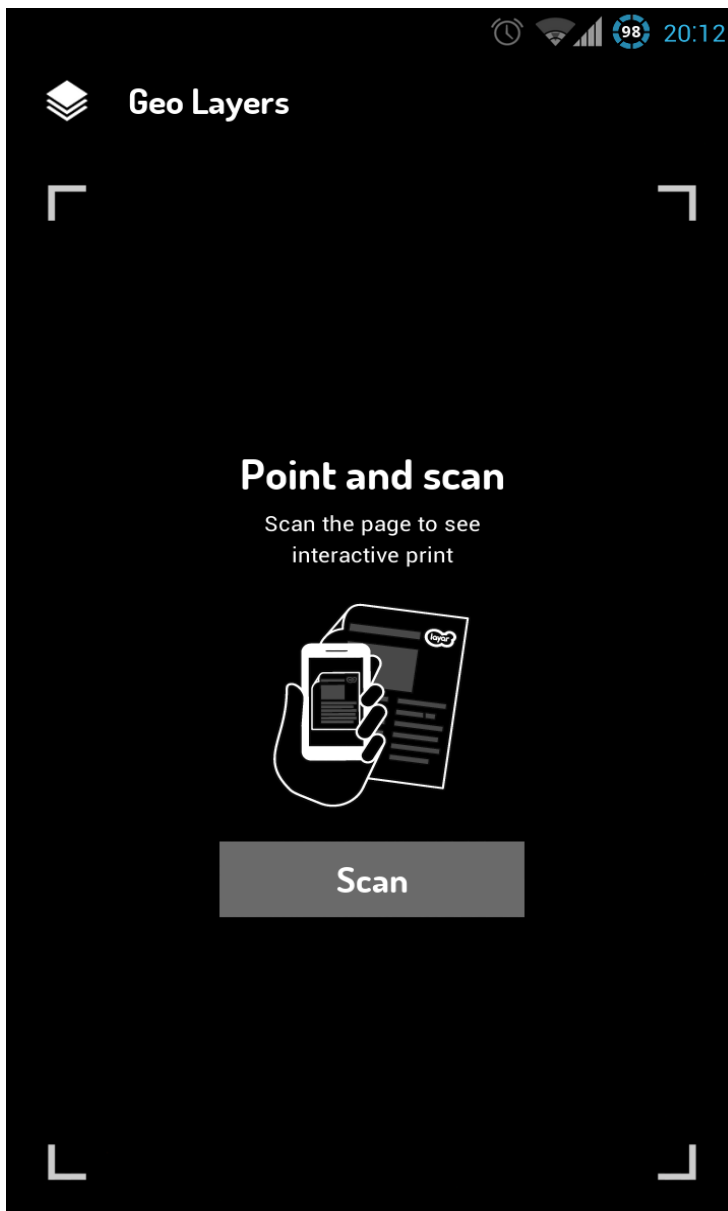 98 20:12
Geo Layers
Point and scan
Scan the page to see
interactive print
layar
Scan